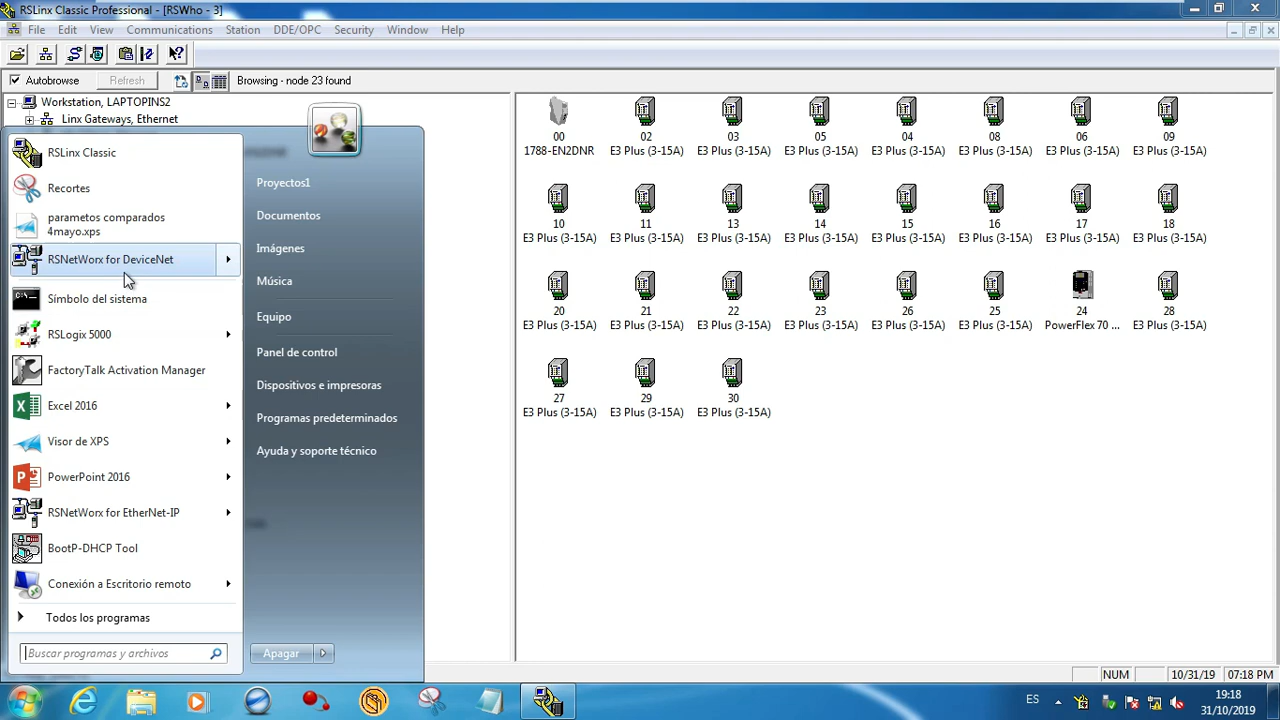 RSLinx Classic Professional - [RSWho - 3]
File Edit View Communications Station DDE/OPC Security Window Help
Autobrowse Refresh Browsing - node 23 found
Workstation, LAPTOPINS2
Linx Gateways, Ethernet
RSLinx Classic
Recortes
parametos comparados
4mayo.xps
RSNetWorx for DeviceNet
Símbolo del sistema
RSLogix 5000
FactoryTalk Activation Manager
Excel 2016
Visor de XPS
PowerPoint 2016
RSNetWorx for EtherNet-IP
BootP-DHCP Tool
Conexión a Escritorio remoto
Todos los programas
Buscar programas y archivos
Proyectos1
Documentos
Imágenes
Música
Equipo
Panel de control
Dispositivos e impresoras
Programas predeterminados
Ayuda y soporte técnico
Apagar
00 02 03 05 04 08 06 09
1788-EN2DNR E3 Plus (3-15A) E3 Plus (3-15A) E3 Plus (3-15A) E3 Plus (3-15A) E3 Plus (3-15A) E3 Plus (3-15A) E3 Plus (3-15A)
10 11 13 14 15 16 17 18
E3 Plus (3-15A) E3 Plus (3-15A) E3 Plus (3-15A) E3 Plus (3-15A) E3 Plus (3-15A) E3 Plus (3-15A) E3 Plus (3-15A) E3 Plus (3-15A)
20 21 22 23 26 25 24 28
E3 Plus (3-15A) E3 Plus (3-15A) E3 Plus (3-15A) E3 Plus (3-15A) E3 Plus (3-15A) E3 Plus (3-15A) PowerFlex 70 ... E3 Plus (3-15A)
27 29 30
E3 Plus (3-15A) E3 Plus (3-15A) E3 Plus (3-15A)
NUM 10/31/19 07:18 PM
ES 19:18
31/10/2019